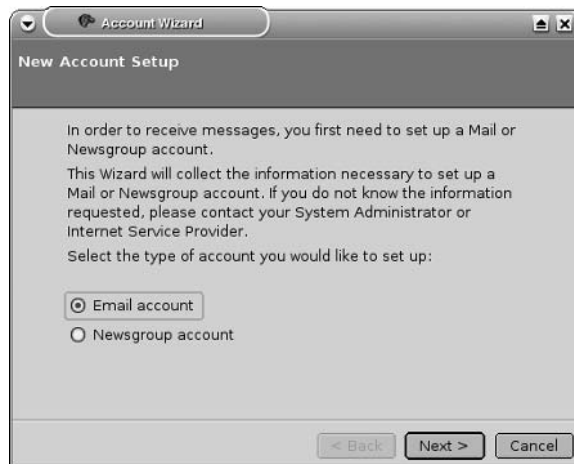 Account Wizard
New Account Setup
In order to receive messages, you first need to set up a Mail or
Newsgroup account.
This Wizard will collect the information necessary to set up a
Mail or Newsgroup account. If you do not know the information
requested, please contact your System Administrator or
Internet Service Provider.
Select the type of account you would like to set up:
Email account
Newsgroup account
< Back Next > Cancel